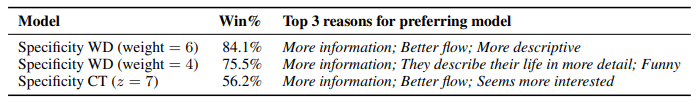 Model Win% Top 3 reasons for preferring model
Specificity WD (weight = 6) 84.1% More information; Better flow; More descriptive
Specificity WD (weight = 4) 75.5% More information; They describe their life in more detail; Funny
Specificity CT (z = 7) 56.2% More information; Better flow; Seems more interested